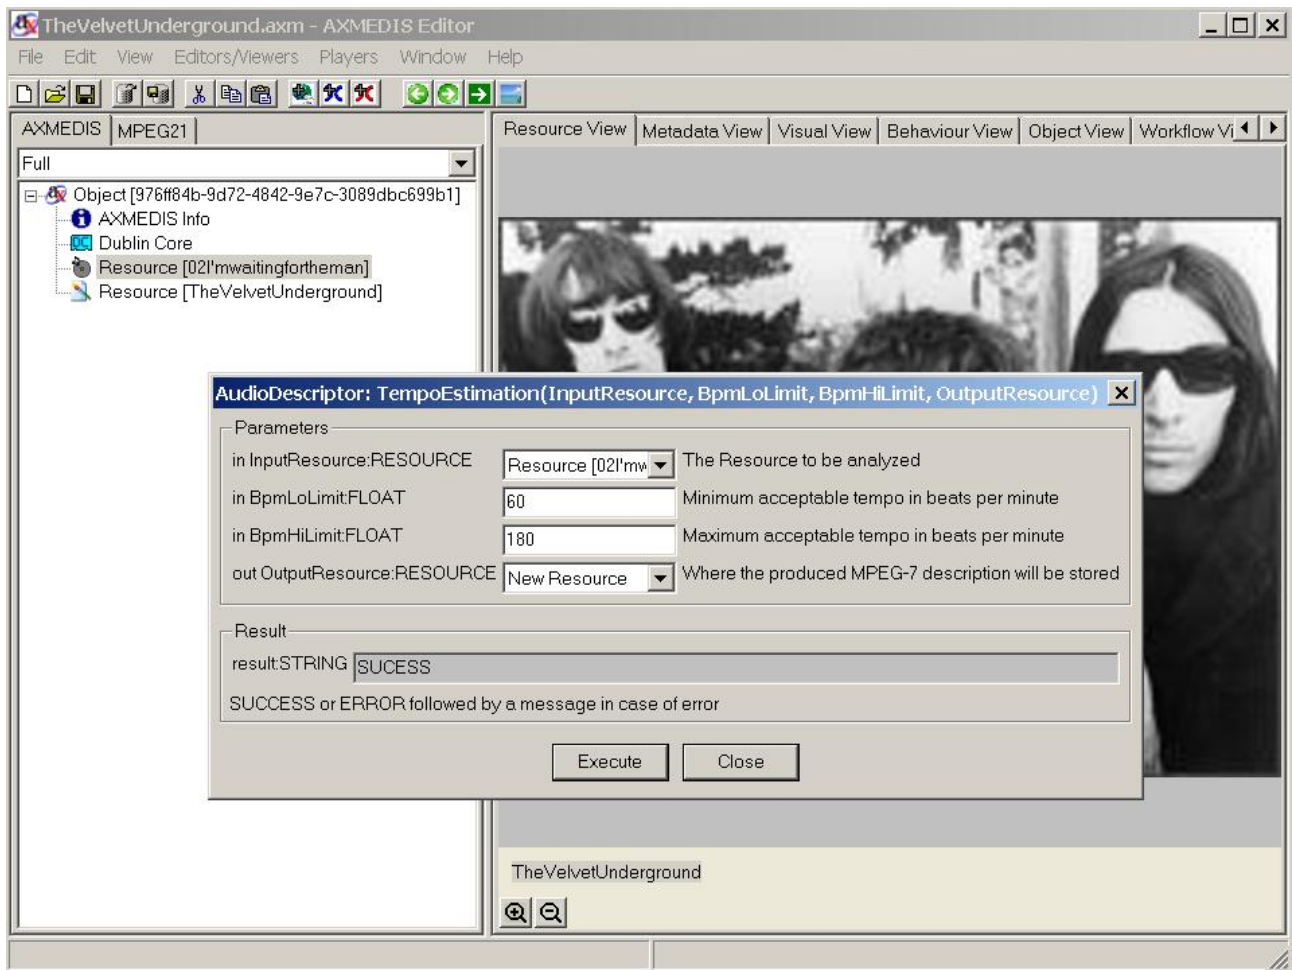 TheVelvetUnderground.axm - AXMEDIS Editor
File Edit View Editors/Viewers Players Window Help
AXMEDIS MPEG21
Resource View Metadata View Visual View Behaviour View Object View Workflow Vi
Full
Object [976ff84b-9d72-4842-9e7c-3089dbc699b1]
AXMEDIS Info
Dublin Core
Resource [02I'mwaitingfortheman]
Resource [TheVelvetUnderground]
AudioDescriptor: TempoEstimation(InputResource, BpmLoLimit, BpmHiLimit, OutputResource)
Parameters
in InputResource:RESOURCE Resource [02I'mw The Resource to be analyzed
in BpmLoLimit:FLOAT 60 Minimum acceptable tempo in beats per minute
in BpmHiLimit:FLOAT 180 Maximum acceptable tempo in beats per minute
out OutputResource:RESOURCE New Resource Where the produced MPEG-7 description will be stored
Result
result:STRING SUCESS
SUCCESS or ERROR followed by a message in case of error
Execute Close
TheVelvetUnderground